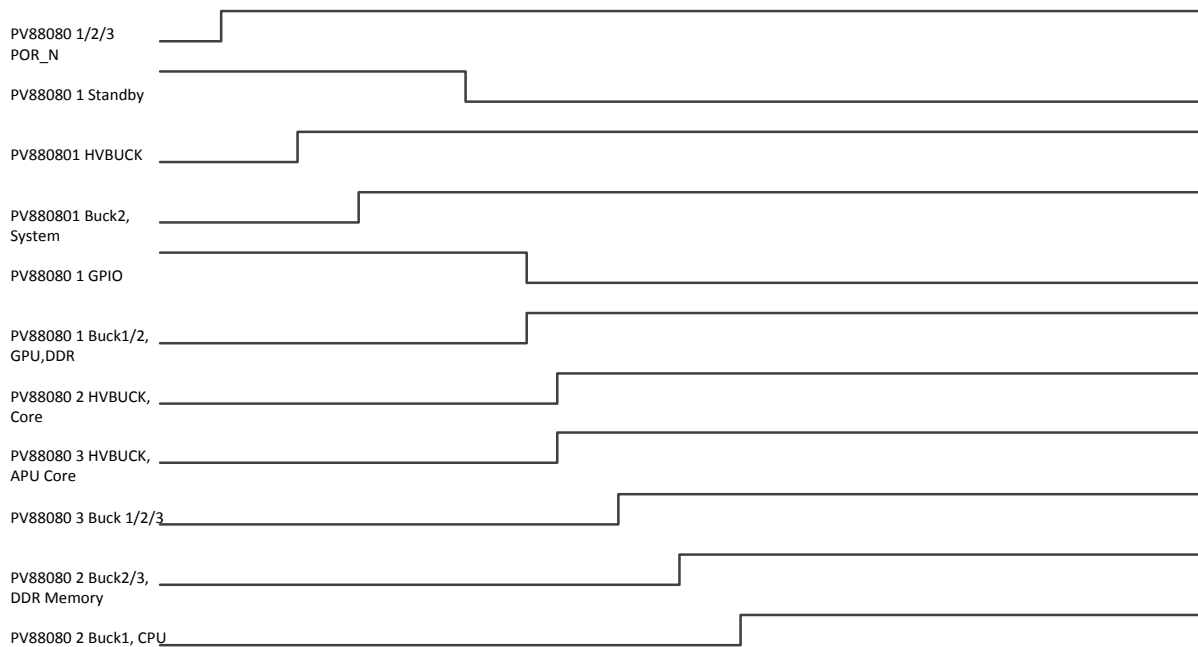 PV88080 1/2/3
POR_N
PV88080 1 Standby
PV880801 HVBUCK
PV880801 Buck2,
System
PV88080 1 GPIO
PV88080 1 Buck1/2,
GPU,DDR
PV88080 2 HVBUCK,
Core
PV88080 3 HVBUCK,
APU Core
PV88080 3 Buck 1/2/3
PV88080 2 Buck2/3,
DDR Memory
PV88080 2 Buck1, CPU